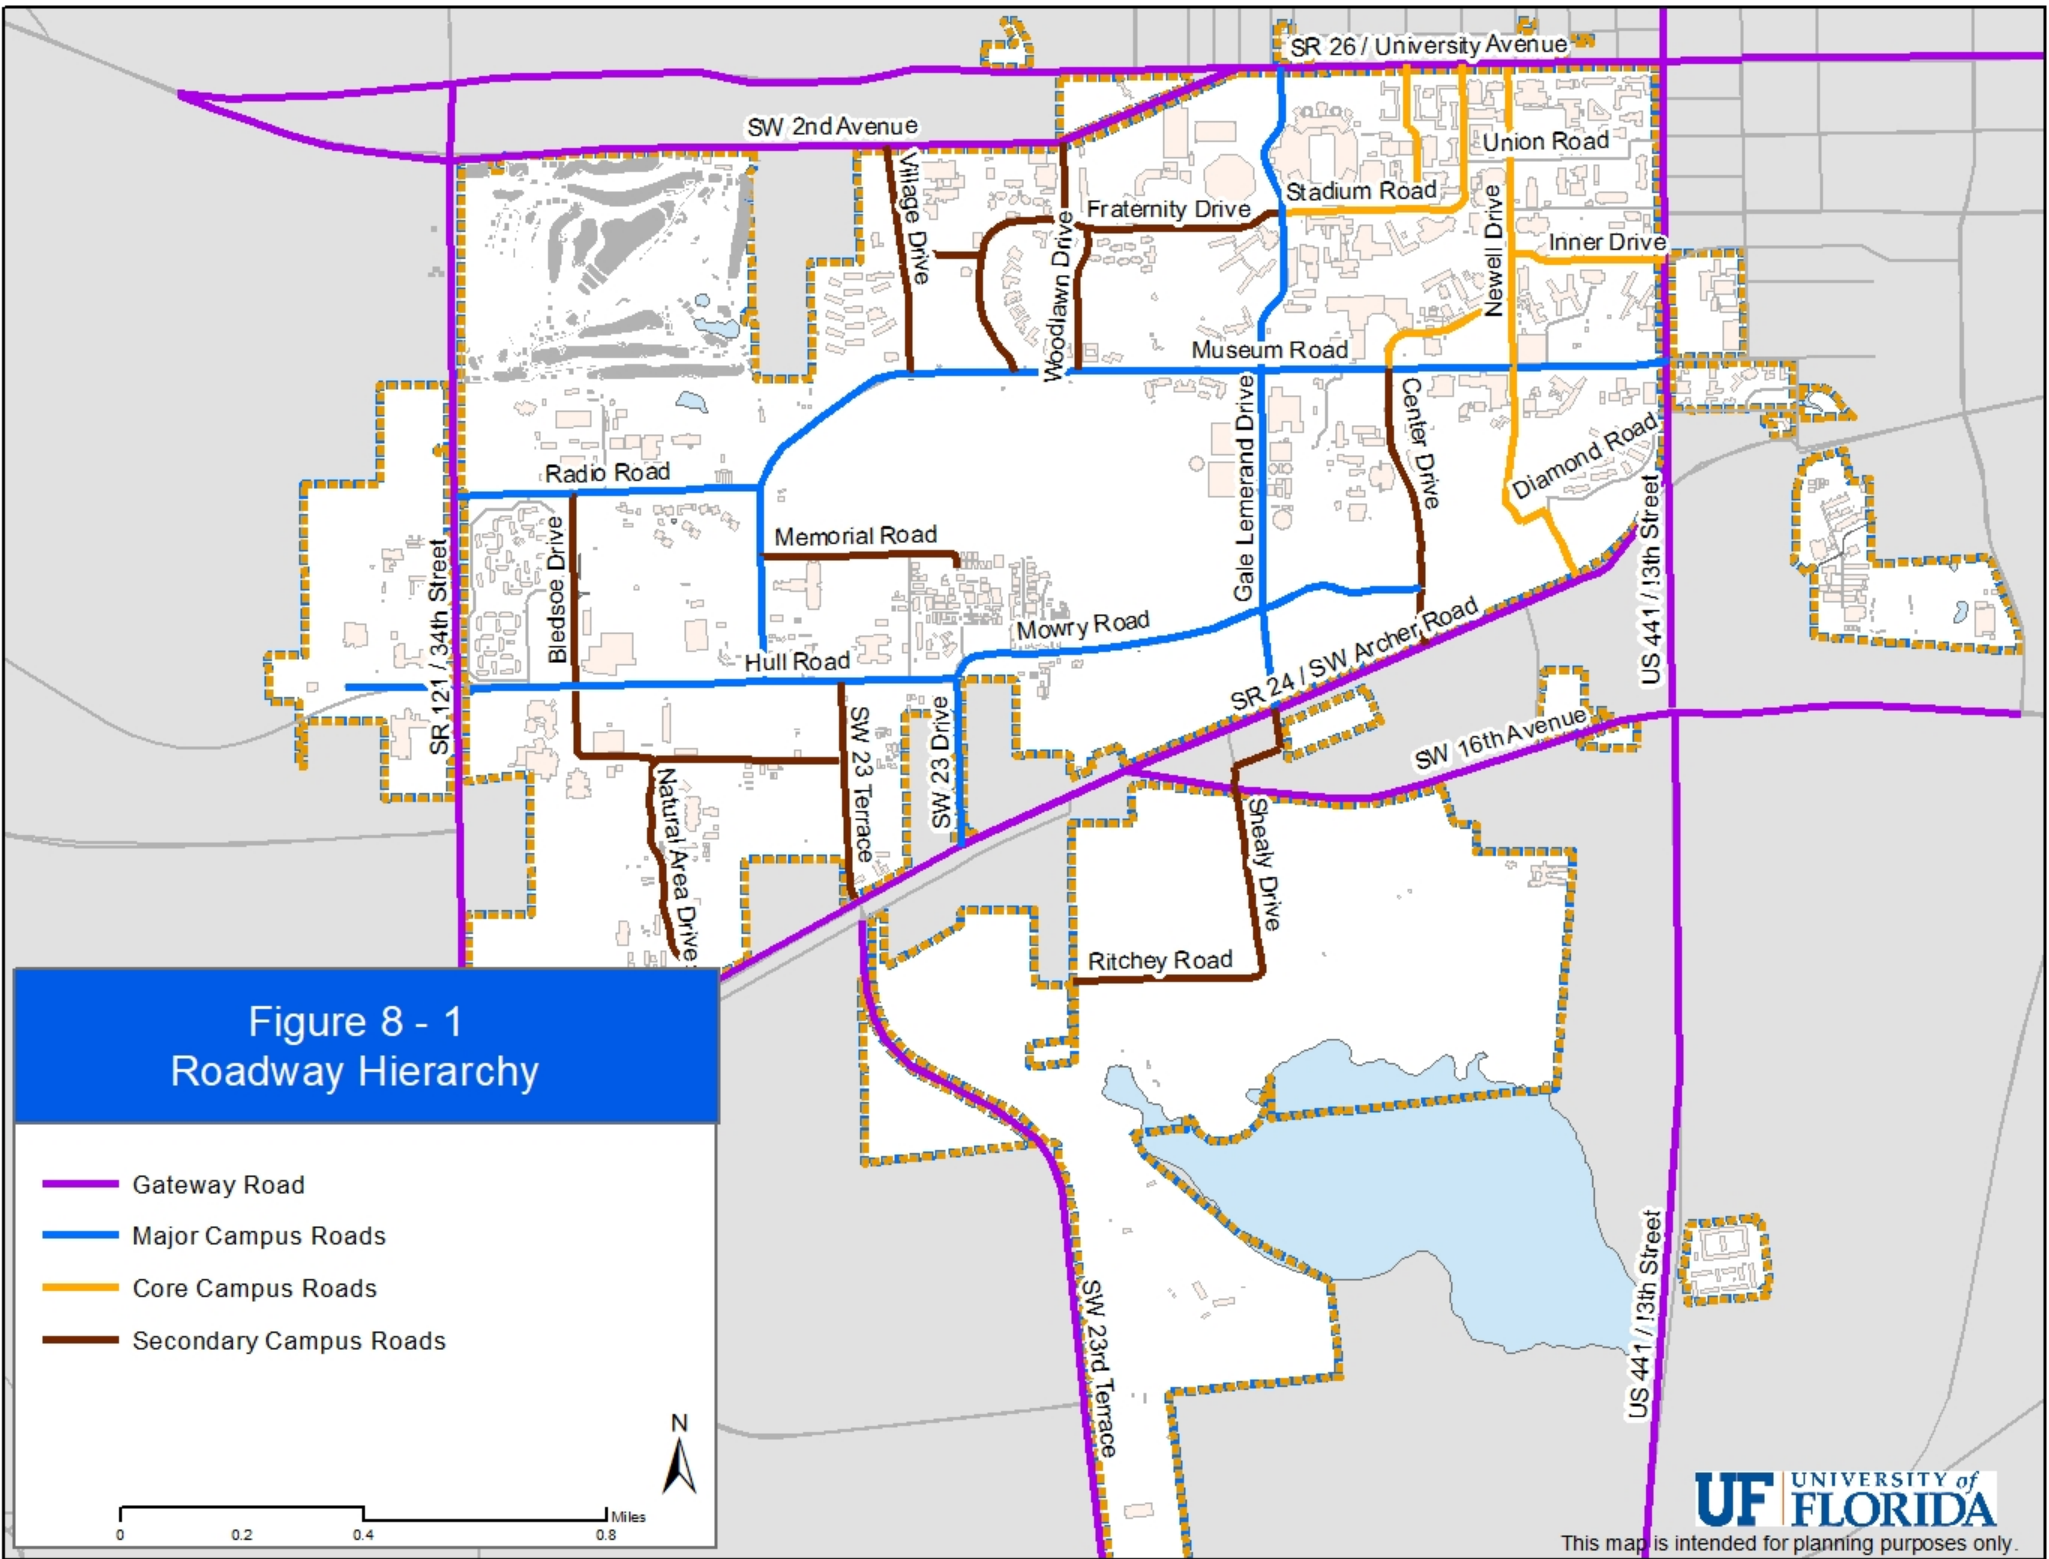 SR 26 / University Avenue
SW 2nd Avenue
Union Road
Village Drive
Stadium Road
Fraternity Drive
Newell Drive
Woodlawn Drive
Inner Drive
Museum Road
Gale Lemerand Drive
Center Drive
Diamond Road
Radio Road
US 441 / 13th Street
Bledsoe Drive
Memorial Road
SR 121 / 34th Street
Mowry Road
SR 24 / SW Archer Road
Hull Road
SW 23 Terrace
SW 23 Drive
SW 16th Avenue
Natural Area Drive
Shealy Drive
Ritchey Road
Figure 8 - 1
Roadway Hierarchy
Gateway Road
Major Campus Roads
Core Campus Roads
Secondary Campus Roads
SW 23rd Terrace
US 441 / 13th Street
N
Miles
0 0.2 0.4 0.8
UF UNIVERSITY of
FLORIDA
This map is intended for planning purposes only.